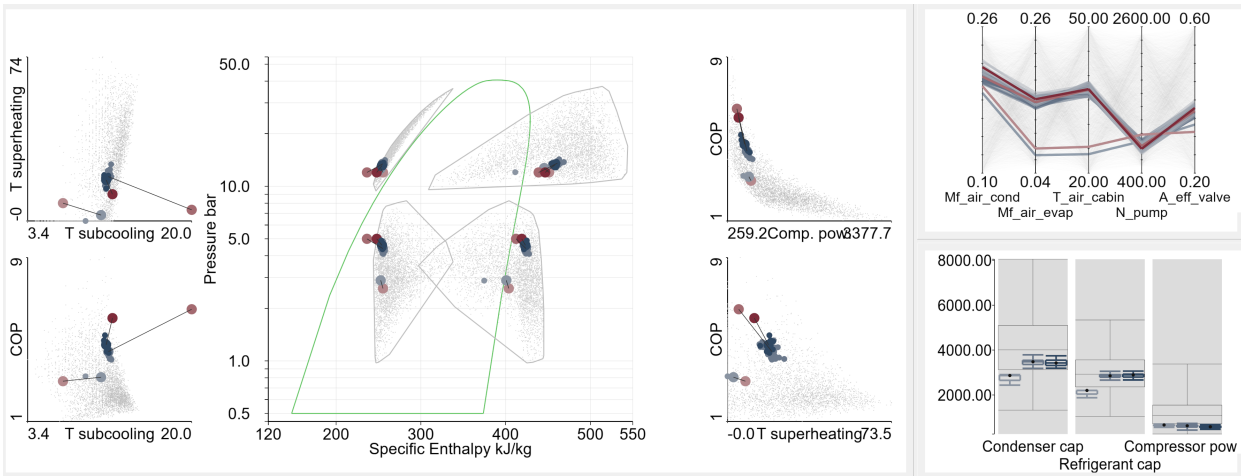 74
T superheating
-0
3.4 T subcooling 20.0
9
COP
1
3.4 T subcooling 20.0
50.0
10.0
5.0
1.0
0.5
Pressure bar
120 200 300 400 500 550
Specific Enthalpy kJ/kg
9
COP
1
259.2 Comp. pow. 3377.7
9
COP
1
-0.0 T superheating 73.5
0.26 0.26 50.00 2600.00 0.60
0.10 0.04 20.00 400.00 0.20
Mf_air_cond T_air_cabin A_eff_valve
Mf_air_evap N_pump
8000.00
6000.00
4000.00
2000.00
Condenser cap Compressor pow
Refrigerant cap